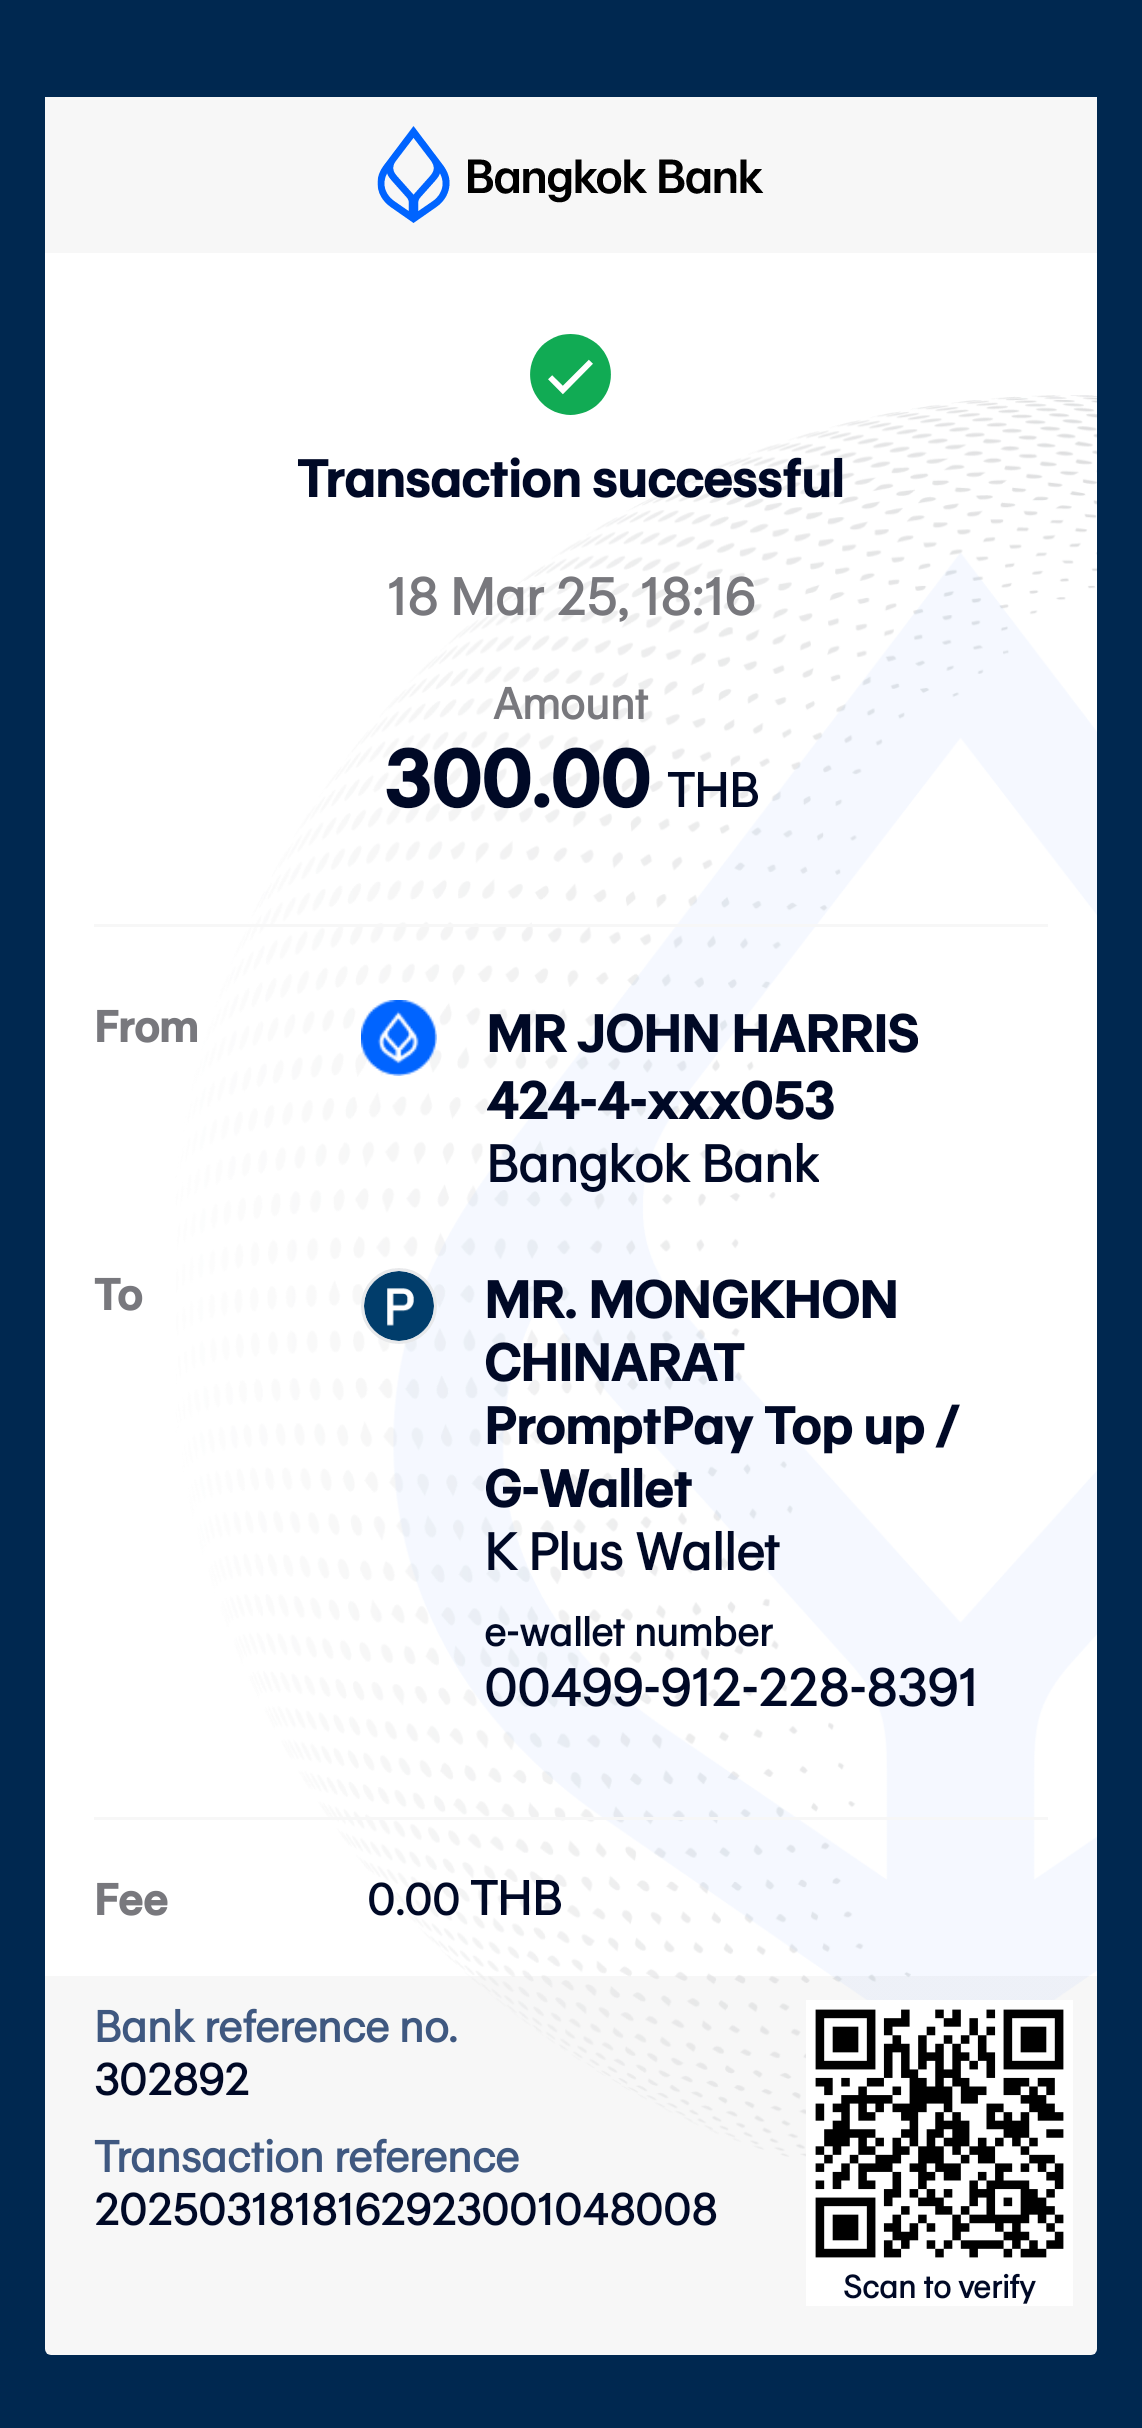 Bangkok Bank
Transaction successful
18 Mar 25, 18:16
Amount
300.00 THB
From
MR JOHN HARRIS
424-4-xxx053
Bangkok Bank
To
P
MR. MONGKHON
CHINARAT
PromptPay Top up /
G-Wallet
K Plus Wallet
e-wallet number
00499-912-228-8391
Fee
0.00 THB
Bank reference no.
302892
Transaction reference
2025031818162923001048008
Scan to verify